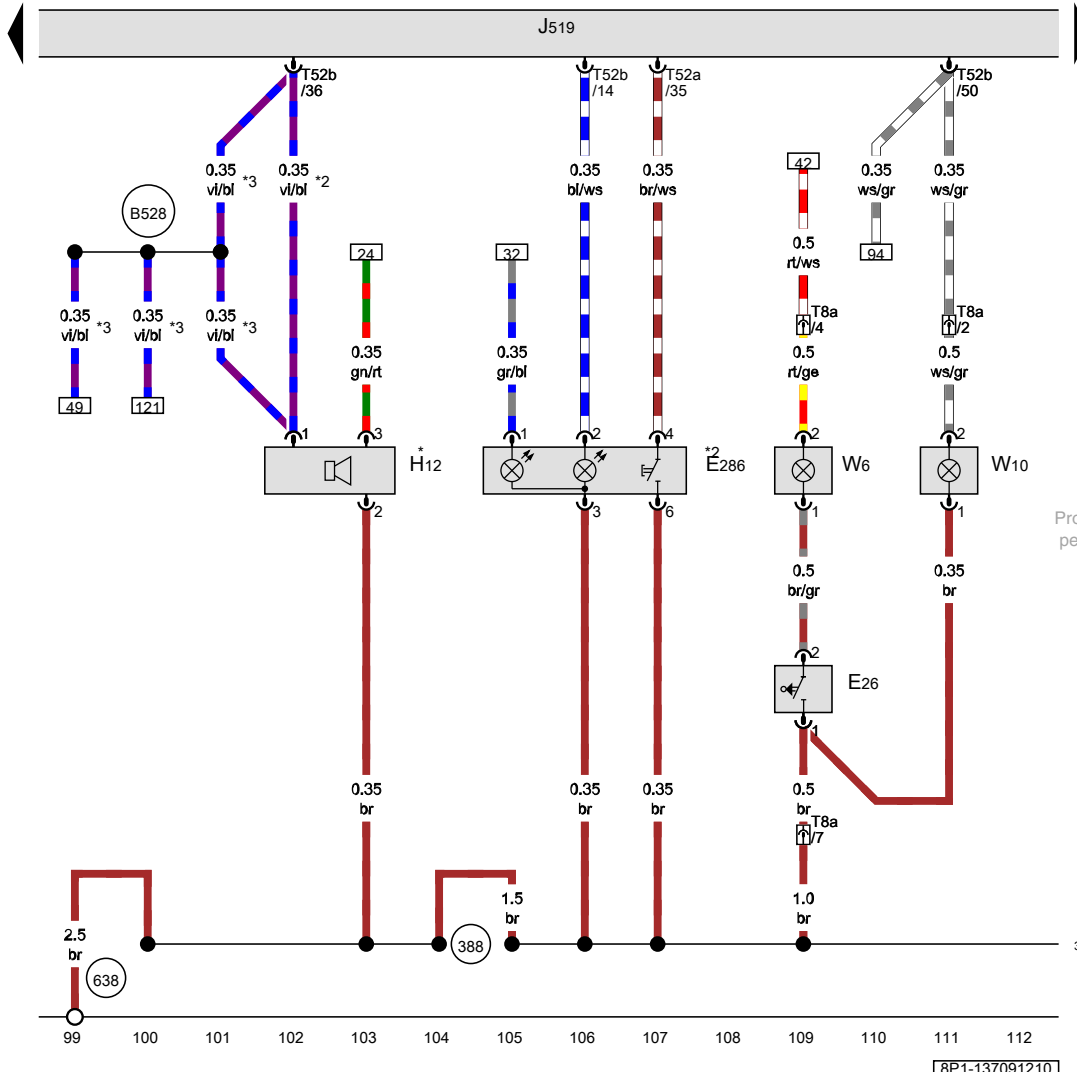 J519
T52b
/36
T52b
/14
T52a
/35
T52b
/50
0.35
vi/bl *3
0.35
vi/bl *2
0.35
bl/ws
0.35
br/ws
42
0.35
ws/gr
0.35
ws/gr
B528
24
32
0.5
rt/ws
94
0.35
vi/bl *3
0.35
vi/bl *3
0.35
vi/bl *3
T8a
/4
T8a
/2
0.35
gn/rt
0.35
gr/bl
0.5
rt/ge
0.5
ws/gr
49
121
1
3
1
2
4
2
2
*
H12
*2
E286
W6
W10
2
3
6
1
1
Pro
pe
0.5
br/gr
0.35
br
2
E26
1
0.35
br
0.35
br
0.35
br
0.5
br
T8a
/7
1.5
br
1.0
br
2.5
br
388
638
99 100 101 102 103 104 105 106 107 108 109 110 111 112
8P1-137091210